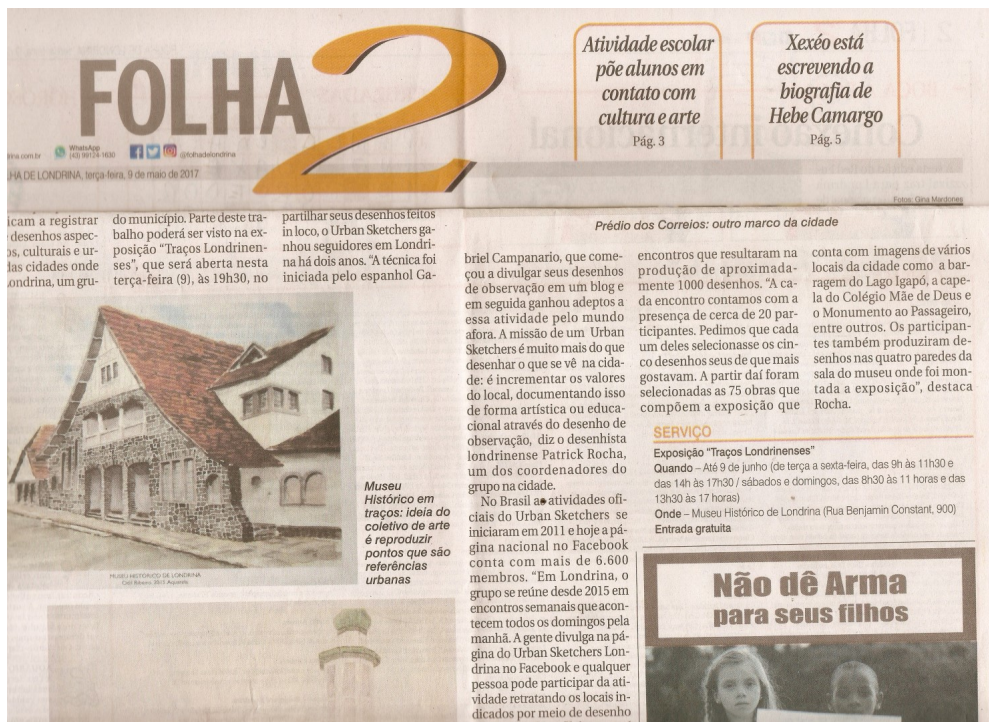 FOLHA 2
Atividade escolar
põe alunos em
contato com
cultura e arte
Pág. 3
Xexéo está
escrevendo a
biografia de
Hebe Camargo
Pág. 5
rina.com.br
WhatsApp
(43) 99124-1630
@folhadelondrina
LHA DE LONDRINA, terça-feira, 9 de maio de 2017
Fotos: Gina Mardones
icam a registrar
desenhos aspec-
os, culturais e ur-
das cidades onde
Londrina, um gru-
do município. Parte deste tra-
balho poderá ser visto na ex-
posição “Traços Londrinen-
ses”, que será aberta nesta
terça-feira (9), às 19h30, no
partilhar seus desenhos feitos
in loco, o Urban Sketchers ga-
nhou seguidores em Londri-
na há dois anos. “A técnica foi
iniciada pelo espanhol Ga-
Prédio dos Correios: outro marco da cidade
briel Campanario, que come-
çou a divulgar seus desenhos
de observação em um blog e
em seguida ganhou adeptos a
essa atividade pelo mundo
afora. A missão de um Urban
Sketchers é muito mais do que
desenhar o que se vê na cida-
de: é incrementar os valores
do local, documentando isso
de forma artística ou educa-
cional através do desenho de
observação, diz o desenhista
londrinense Patrick Rocha,
um dos coordenadores do
grupo na cidade.
No Brasil as atividades ofi-
ciais do Urban Sketchers se
iniciaram em 2011 e hoje a pá-
gina nacional no Facebook
conta com mais de 6.600
membros. “Em Londrina, o
grupo se reúne desde 2015 em
encontros semanais que acon-
tecem todos os domingos pela
manhã. A gente divulga na pá-
gina do Urban Sketchers Lon-
drina no Facebook e qualquer
pessoa pode participar da ati-
vidade retratando os locais in-
dicados por meio de desenho
encontros que resultaram na
produção de aproximada-
mente 1000 desenhos. “A ca-
da encontro contamos com a
presença de cerca de 20 par-
ticipantes. Pedimos que cada
um deles selecionasse os cin-
co desenhos seus de que mais
gostavam. A partir daí foram
selecionadas as 75 obras que
compõem a exposição que
conta com imagens de vários
locais da cidade como a bar-
ragem do Lago Igapó, a cape-
la do Colégio Mãe de Deus e
o Monumento ao Passageiro,
entre outros. Os participan-
tes também produziram de-
senhos nas quatro paredes da
sala do museu onde foi mon-
tada a exposição”, destaca
Rocha.
SERVIÇO
Exposição “Traços Londrinenses”
Quando – Até 9 de junho (de terça a sexta-feira, das 9h às 11h30 e
das 14h às 17h30 / sábados e domingos, das 8h30 às 11 horas e das
13h30 às 17 horas)
Onde – Museu Histórico de Londrina (Rua Benjamin Constant, 900)
Entrada gratuita
Museu
Histórico em
traços: ideia do
coletivo de arte
é reproduzir
pontos que são
referências
urbanas
MUSEU HISTÓRICO DE LONDRINA
Não dê Arma
para seus filhos